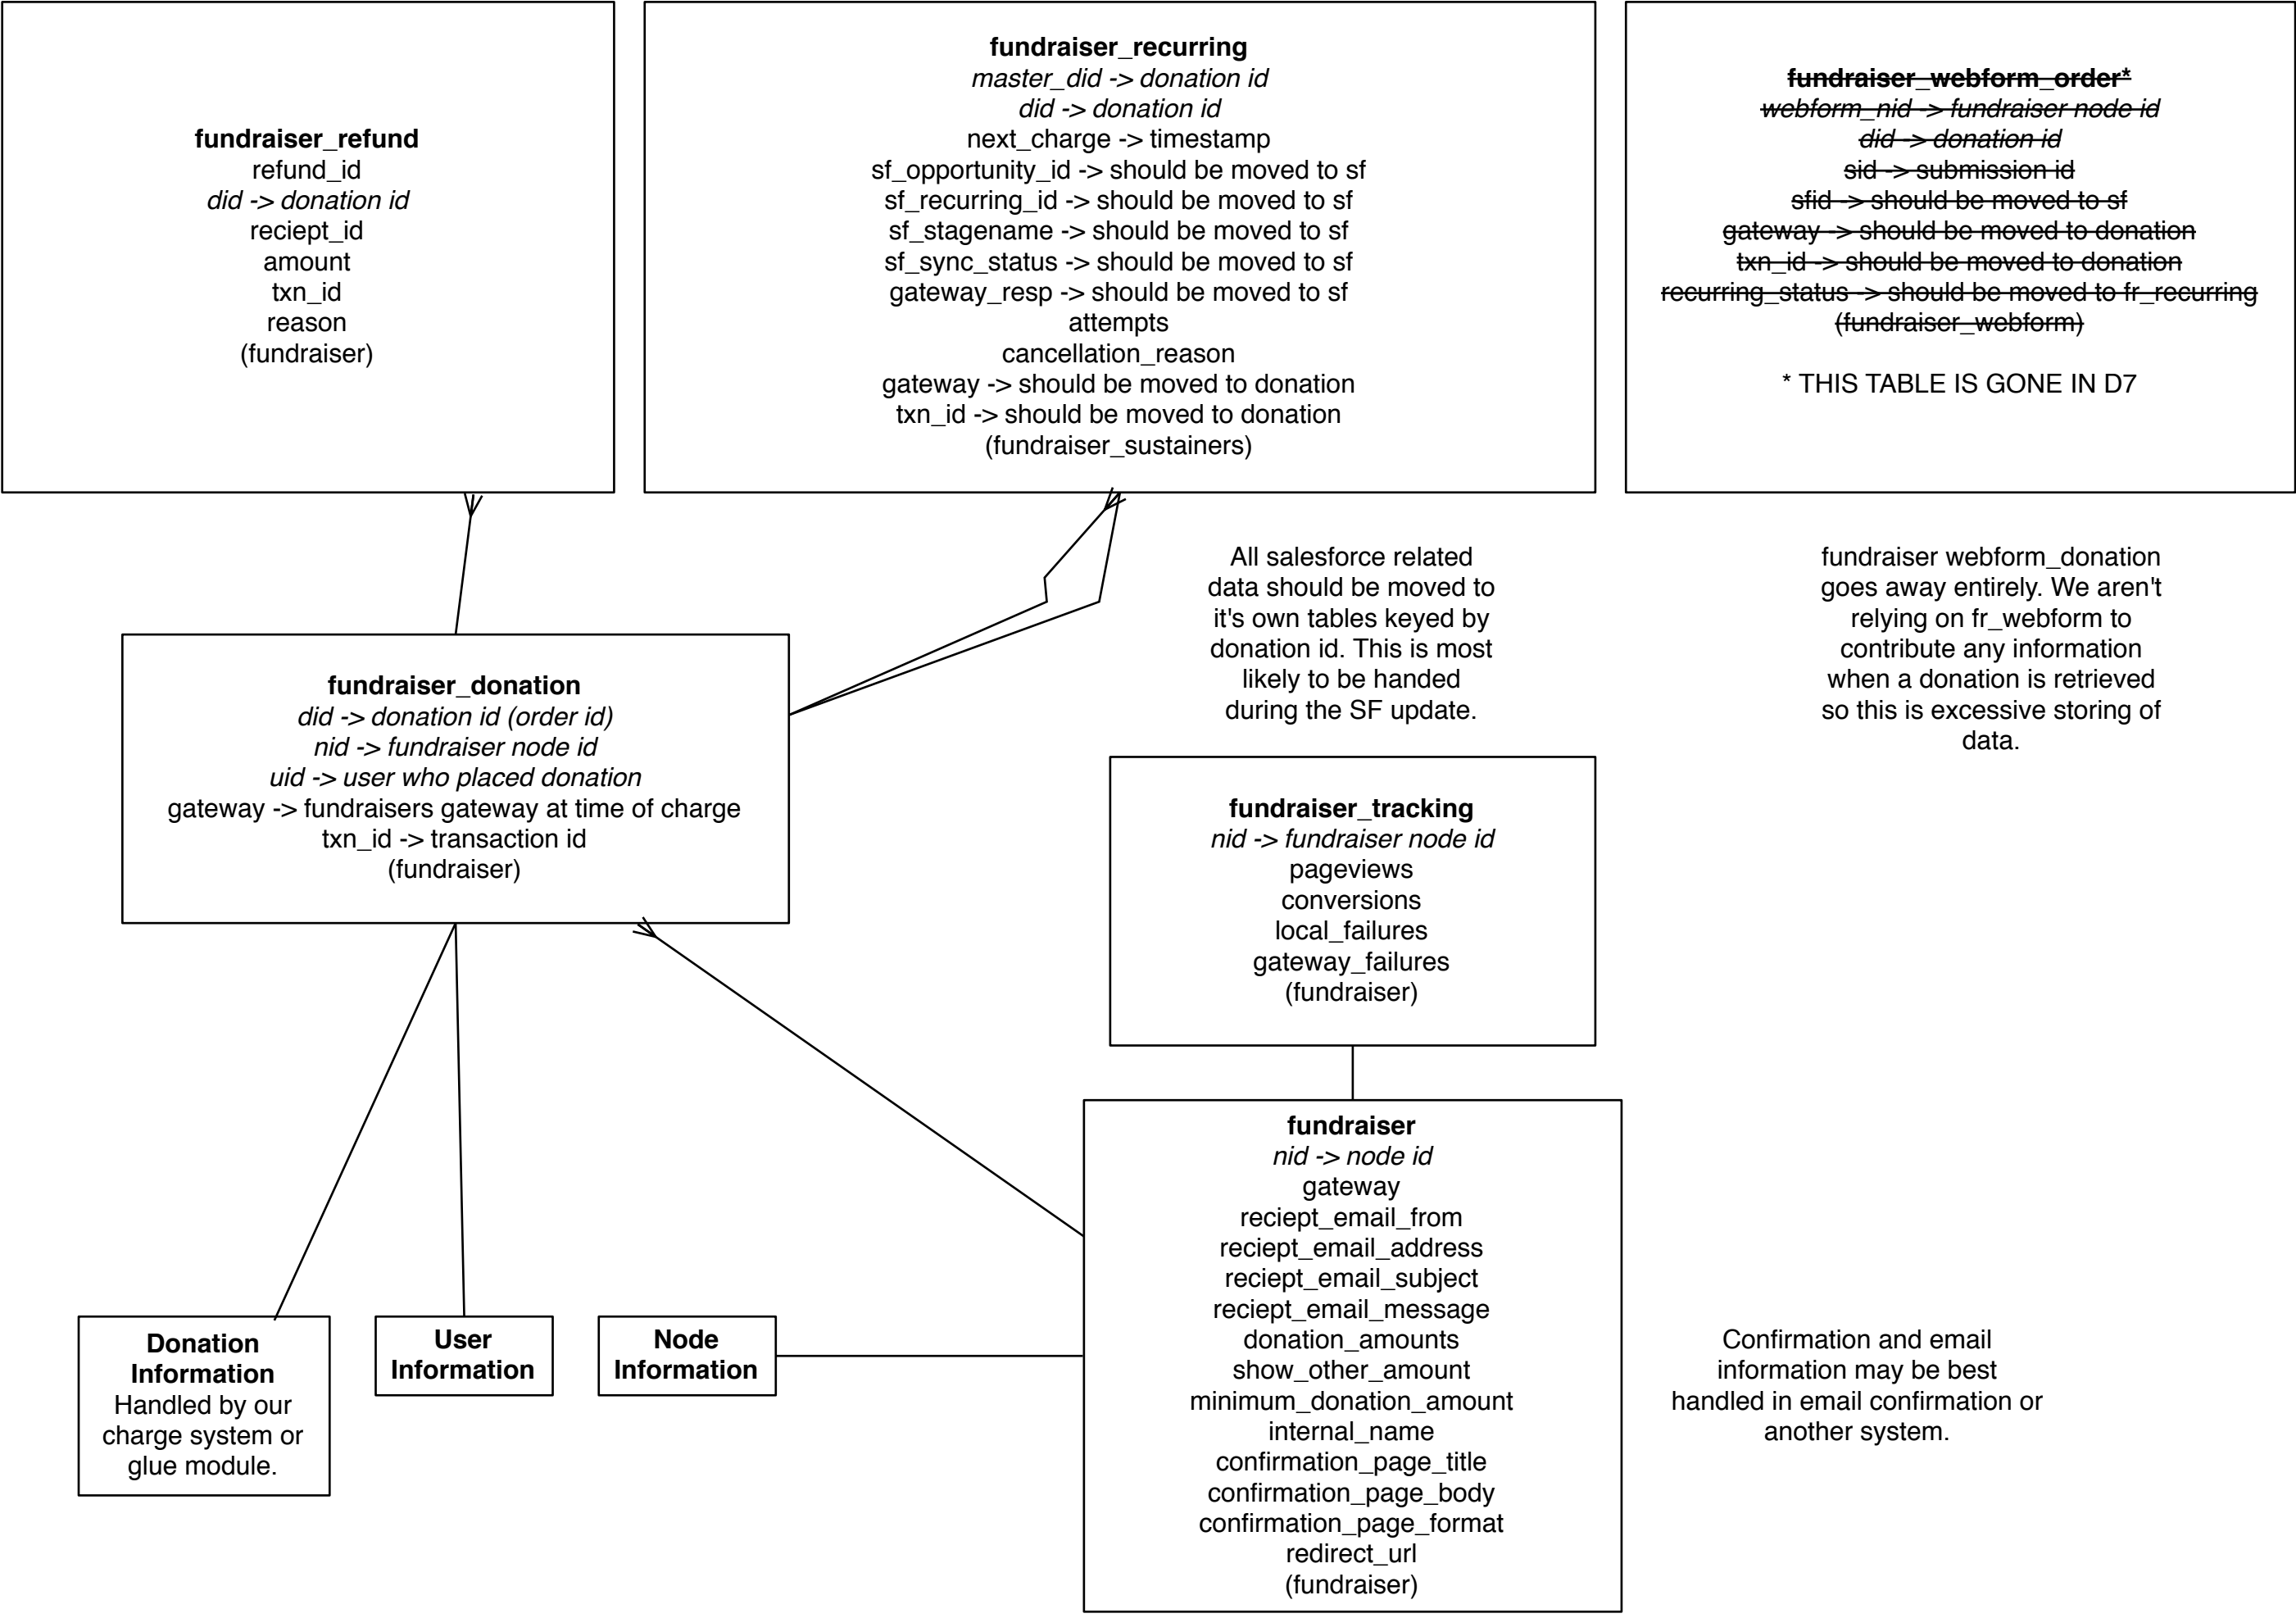 fundraiser_refund
refund_id
did -> donation id
reciept_id
amount
txn_id
reason
(fundraiser)
fundraiser_recurring
master_did -> donation id
did -> donation id
next_charge -> timestamp
sf_opportunity_id -> should be moved to sf
sf_recurring_id -> should be moved to sf
sf_stagename -> should be moved to sf
sf_sync_status -> should be moved to sf
gateway_resp -> should be moved to sf
attempts
cancellation_reason
gateway -> should be moved to donation
txn_id -> should be moved to donation
(fundraiser_sustainers)
fundraiser_webform_order*
webform_nid -> fundraiser node id
did -> donation id
sid -> submission id
sfid -> should be moved to sf
gateway -> should be moved to donation
txn_id -> should be moved to donation
recurring_status -> should be moved to fr_recurring
(fundraiser_webform)
* THIS TABLE IS GONE IN D7
All salesforce related
data should be moved to
it's own tables keyed by
donation id. This is most
likely to be handed
during the SF update.
fundraiser webform_donation
goes away entirely. We aren't
relying on fr_webform to
contribute any information
when a donation is retrieved
so this is excessive storing of
data.
fundraiser_donation
did -> donation id (order id)
nid -> fundraiser node id
uid -> user who placed donation
gateway -> fundraisers gateway at time of charge
txn_id -> transaction id
(fundraiser)
fundraiser_tracking
nid -> fundraiser node id
pageviews
conversions
local_failures
gateway_failures
(fundraiser)
fundraiser
nid -> node id
gateway
reciept_email_from
reciept_email_address
reciept_email_subject
reciept_email_message
donation_amounts
show_other_amount
minimum_donation_amount
internal_name
confirmation_page_title
confirmation_page_body
confirmation_page_format
redirect_url
(fundraiser)
Donation
Information
Handled by our
charge system or
glue module.
User
Information
Node
Information
Confirmation and email
information may be best
handled in email confirmation or
another system.